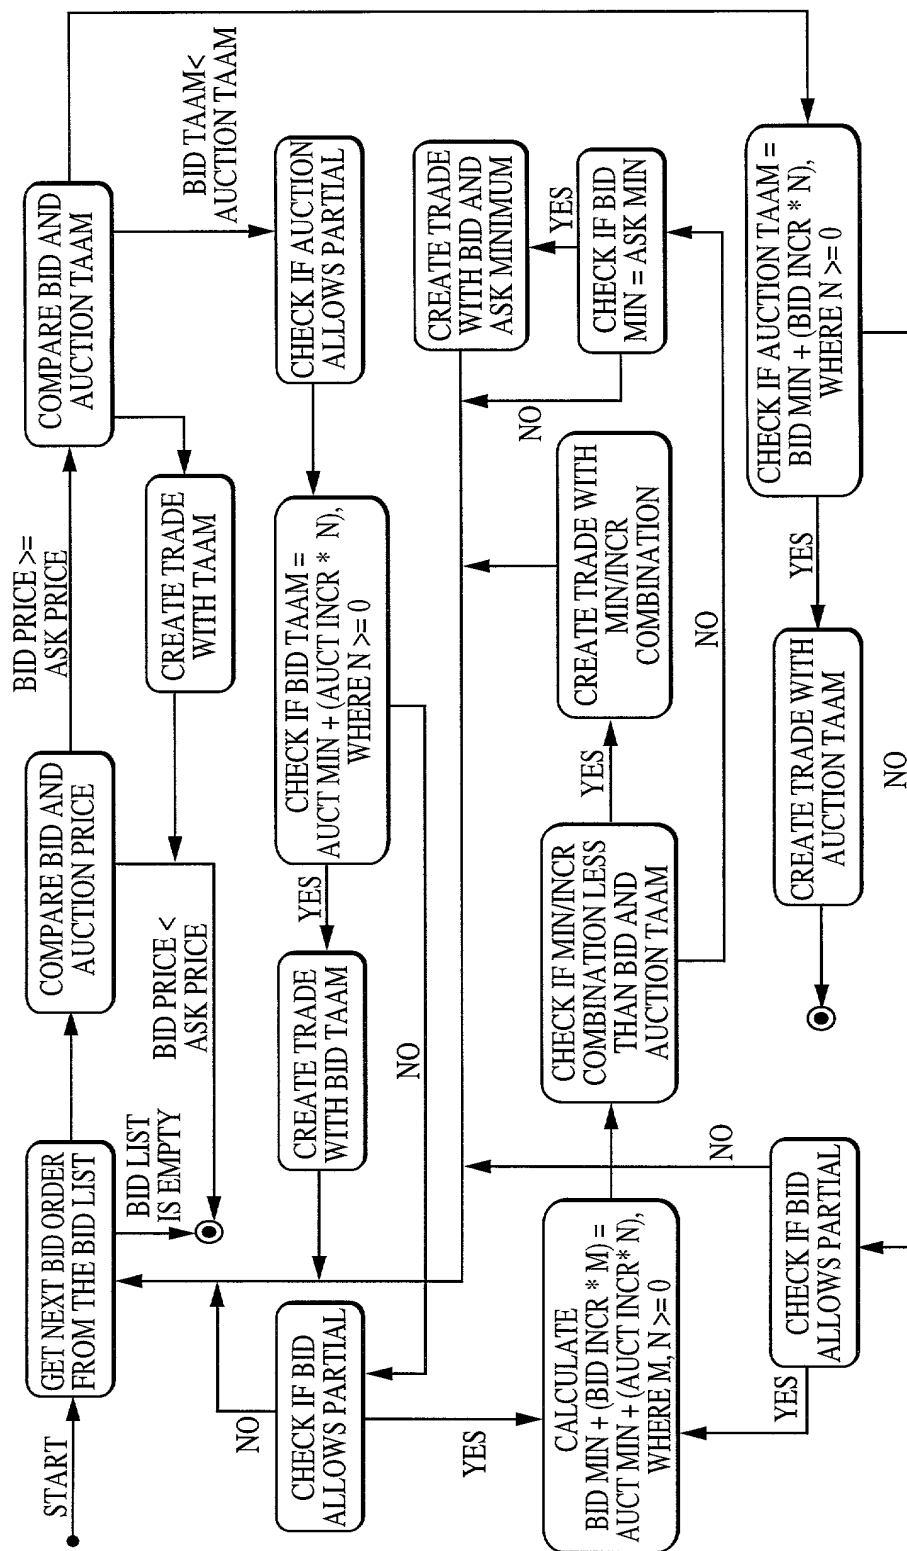 START
GET NEXT BID ORDER
FROM THE BID LIST
BID LIST
IS EMPTY
COMPARE BID AND
AUCTION PRICE
BID PRICE <
ASK PRICE
BID PRICE >=
ASK PRICE
COMPARE BID AND
AUCTION TAAM
CREATE TRADE
WITH TAAM
BID TAAM<
AUCTION TAAM
CHECK IF AUCTION
ALLOWS PARTIAL
CHECK IF BID TAAM =
AUCT MIN + (AUCT INCR * N),
WHERE N >= 0
YES
CREATE TRADE
WITH BID TAAM
NO
CHECK IF BID
ALLOWS PARTIAL
NO
YES
CALCULATE
BID MIN + (BID INCR * M) =
AUCT MIN + (AUCT INCR* N),
WHERE M, N >= 0
CHECK IF MIN/INCR
COMBINATION LESS
THAN BID AND
AUCTION TAAM
YES
CREATE TRADE WITH
MIN/INCR
COMBINATION
NO
CHECK IF BID
MIN = ASK MIN
YES
NO
CREATE TRADE
WITH BID AND
ASK MINIMUM
CHECK IF AUCTION TAAM =
BID MIN + (BID INCR * N),
WHERE N >= 0
YES
CREATE TRADE WITH
AUCTION TAAM
NO
CHECK IF BID
ALLOWS PARTIAL
YES
NO